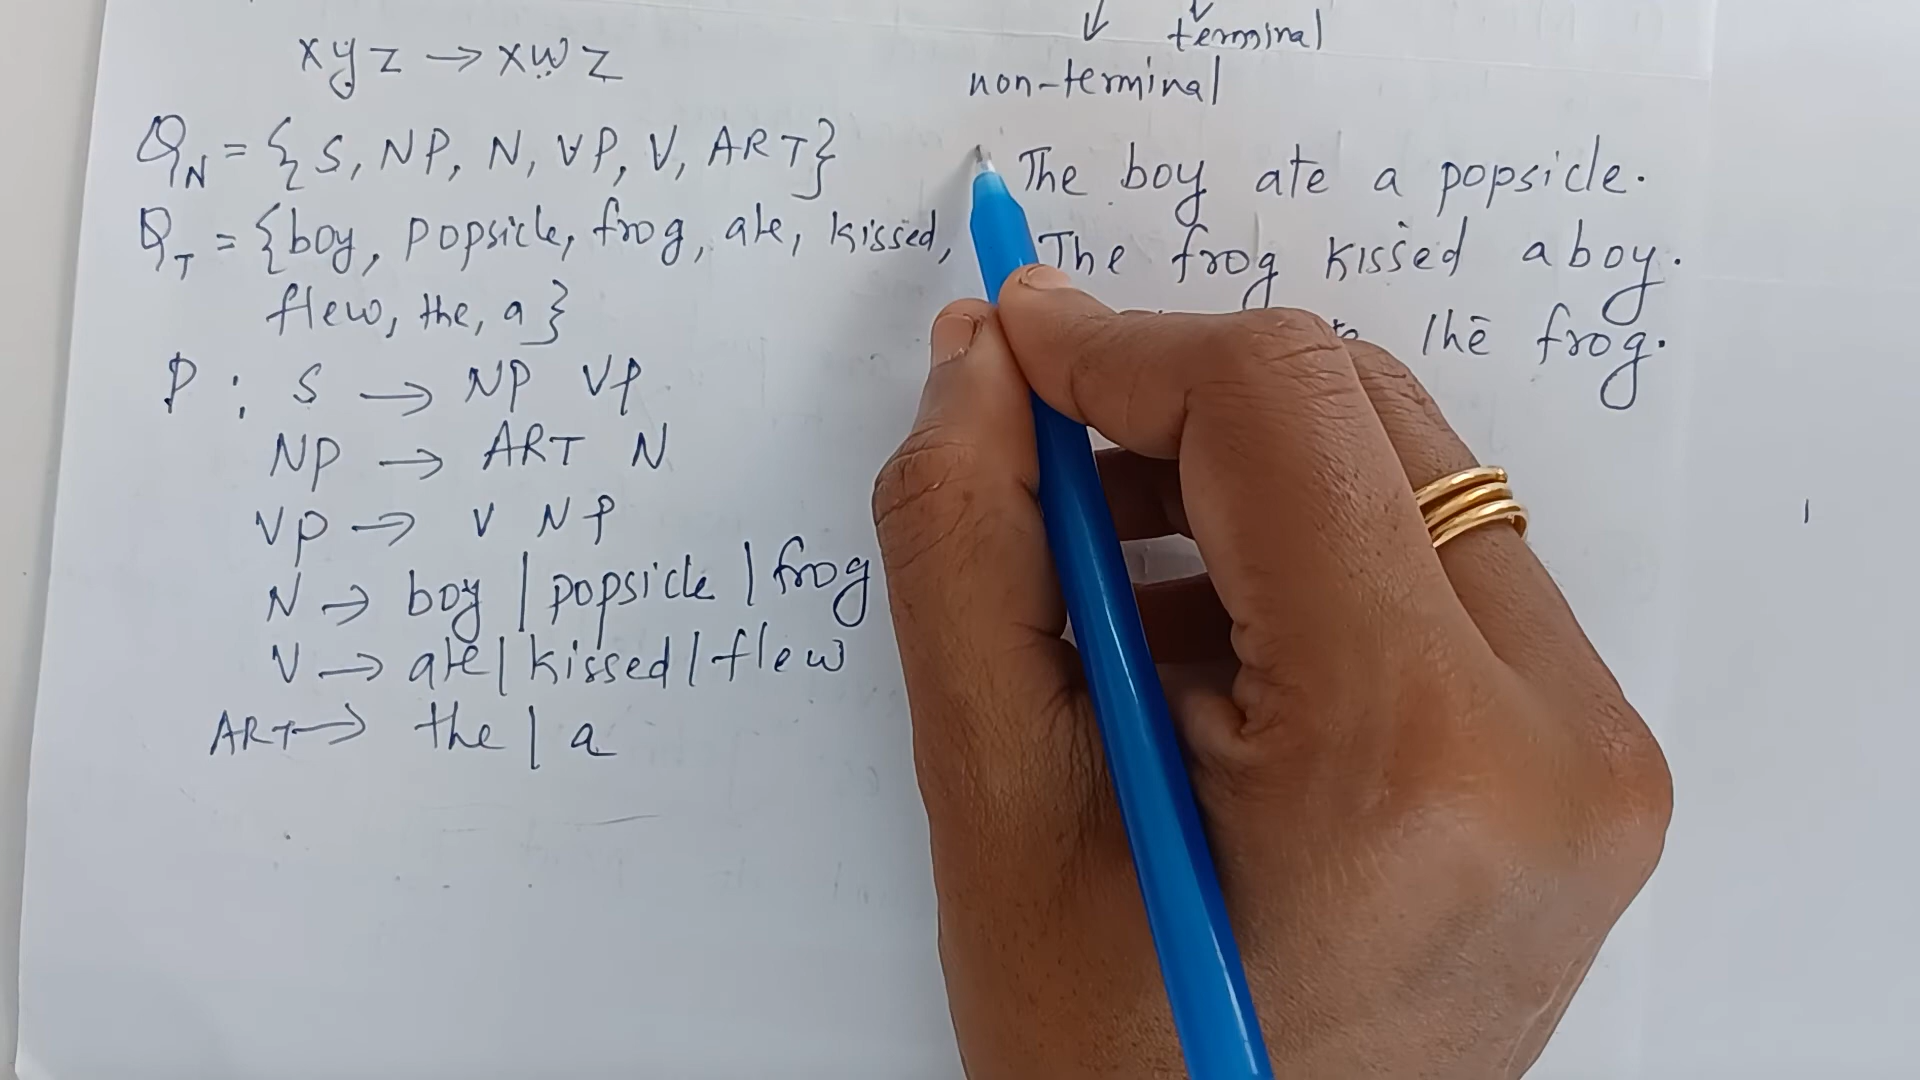 xyz → xwz
terminal
non-terminal
Q_N = {S, NP, N, VP, V, ART}
Q_T = {boy, popsicle, frog, ate, kissed,
flew, the, a}
P : S → NP VP
NP → ART N
VP → V NP
N → boy | popsicle | frog
V → ate | kissed | flew
ART → the | a
The boy ate a popsicle.
The frog kissed a boy.
the frog.